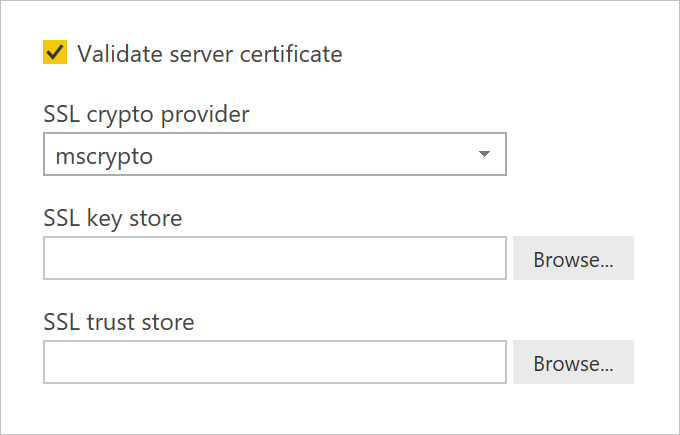 Validate server certificate
SSL crypto provider
mscrypto
SSL key store
Browse...
SSL trust store
Browse...